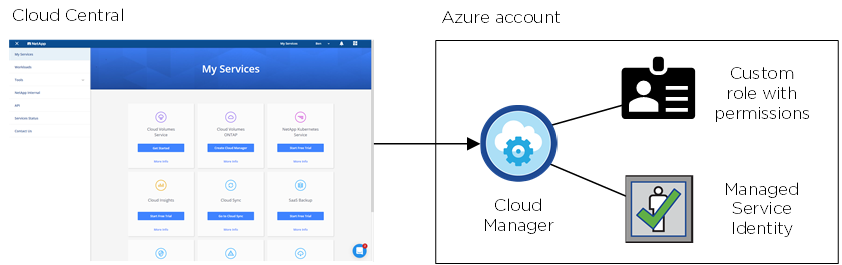 Cloud Central
Azure account
NetApp
My Services
Ben
My Services
Workloads
Tools
NetApp Internal
API
Services Status
Contact Us
My Services
Cloud Volumes
Service
Get Started
More Info
Cloud Volumes
ONTAP
Create Cloud Manager
More Info
NetApp Kubernetes
Service
Start Free Trial
More Info
Cloud Insights
Start Free Trial
More Info
Cloud Sync
Go to Cloud Sync
More Info
SaaS Backup
Start Free Trial
More Info
Cloud
Manager
Custom
role with
permissions
Managed
Service
Identity